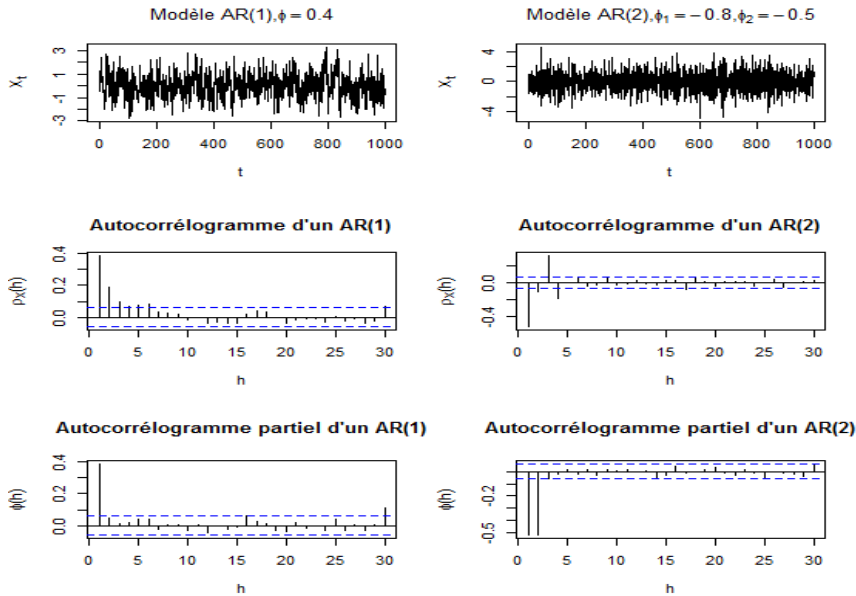 Modèle AR(1),ϕ = 0.4
X_t
3
1
-1
-3
0 200 400 600 800 1000
t
Modèle AR(2),ϕ₁ = − 0.8,ϕ₂ = − 0.5
X_t
4
0
-4
0 200 400 600 800 1000
t
Autocorrélogramme d'un AR(1)
ρ_X(h)
0.4
0.2
0.0
0 5 10 15 20 25 30
h
Autocorrélogramme d'un AR(2)
ρ_X(h)
0.0
-0.4
0 5 10 15 20 25 30
h
Autocorrélogramme partiel d'un AR(1)
ϕ(h)
0.4
0.2
0.0
0 5 10 15 20 25 30
h
Autocorrélogramme partiel d'un AR(2)
ϕ(h)
-0.2
-0.5
0 5 10 15 20 25 30
h